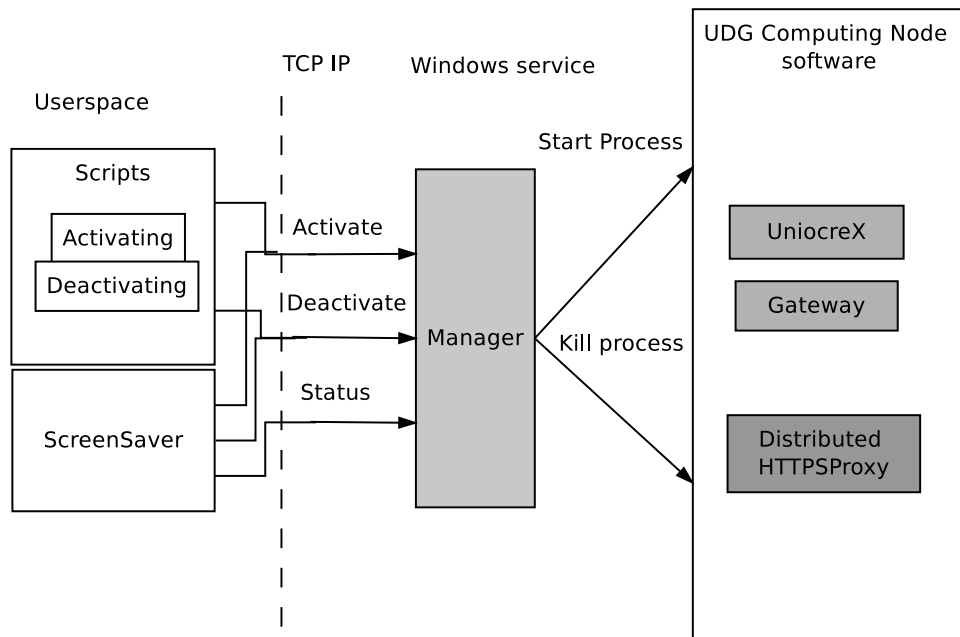 Userspace
TCP IP
Windows service
UDG Computing Node
software
Scripts
Activating
Deactivating
ScreenSaver
Activate
Deactivate
Status
Manager
Start Process
Kill process
UniocreX
Gateway
Distributed
HTTPSProxy